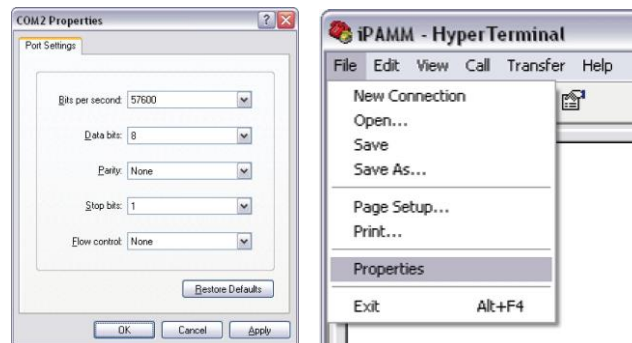 COM2 Properties
Port Settings
Bits per second: 57600
Data bits: 8
Parity: None
Stop bits: 1
Flow control: None
Restore Defaults
OK Cancel Apply
iPAMM - HyperTerminal
File Edit View Call Transfer Help
New Connection
Open...
Save
Save As...
Page Setup...
Print...
Properties
Exit Alt+F4